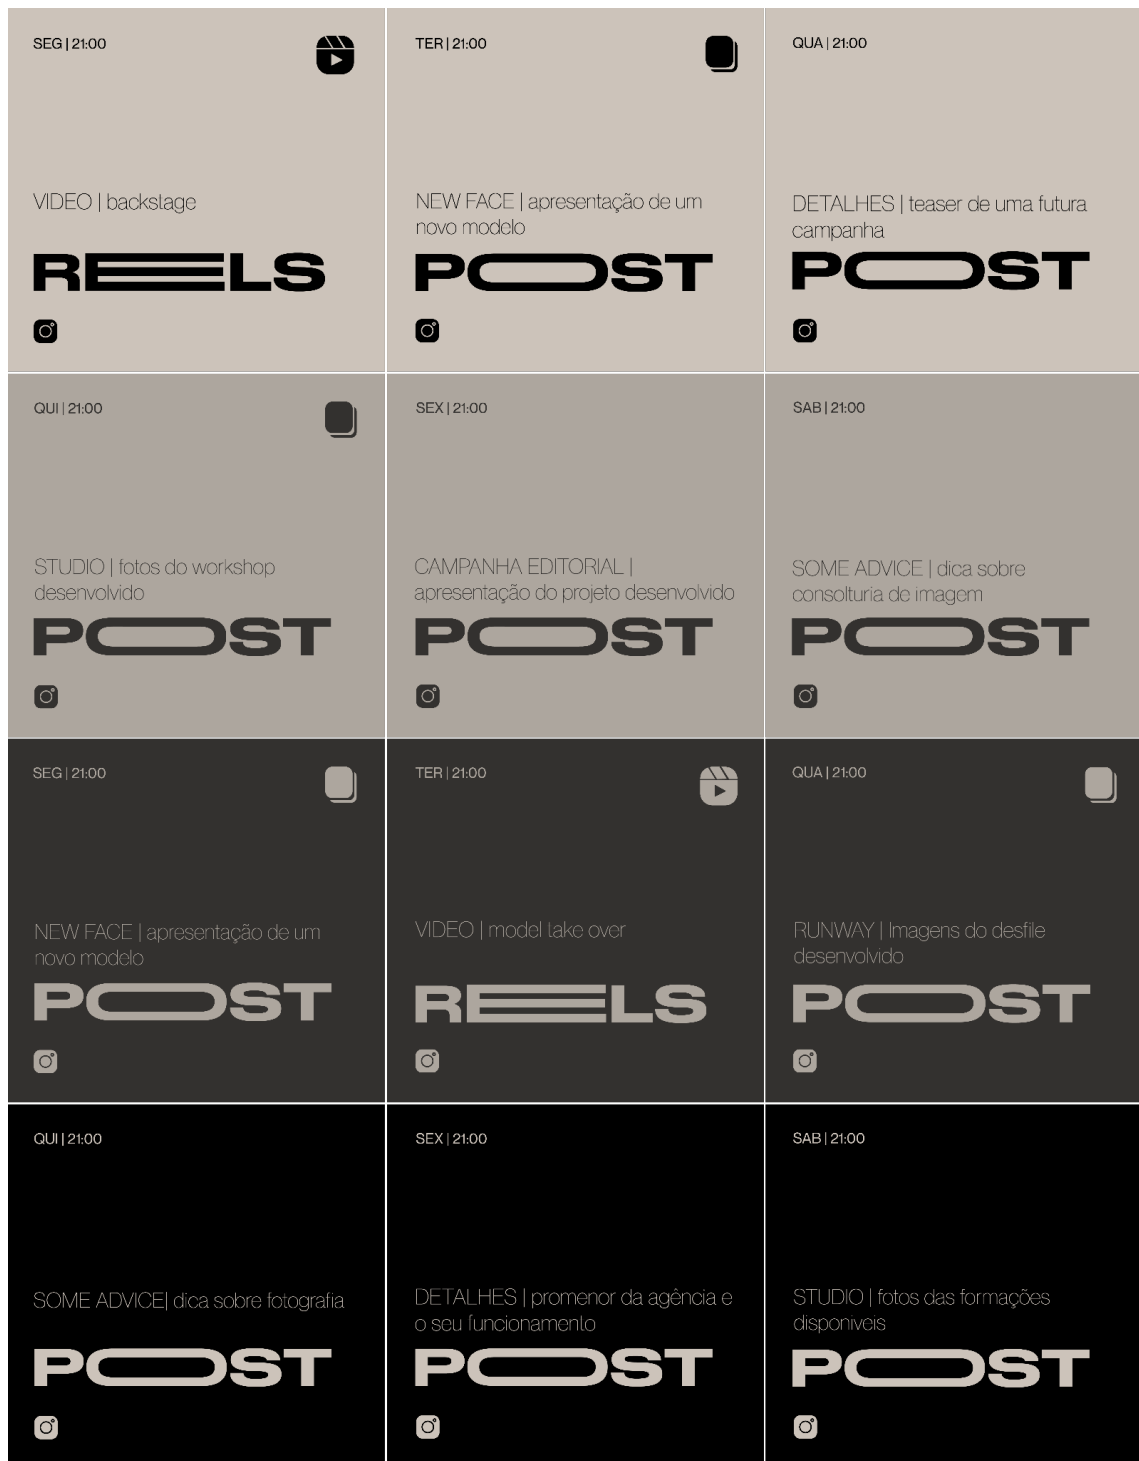 SEG | 21:00
VIDEO | backstage
REELS
TER | 21:00
NEW FACE | apresentação de um
novo modelo
POST
QUA | 21:00
DETALHES | teaser de uma futura
campanha
POST
QUI | 21:00
STUDIO | fotos do workshop
desenvolvido
POST
SEX | 21:00
CAMPANHA EDITORIAL |
apresentação do projeto desenvolvido
POST
SAB | 21:00
SOME ADVICE | dica sobre
consolturia de imagem
POST
SEG | 21:00
NEW FACE | apresentação de um
novo modelo
POST
TER | 21:00
VIDEO | model take over
REELS
QUA | 21:00
RUNWAY | Imagens do desfile
desenvolvido
POST
QUI | 21:00
SOME ADVICE| dica sobre fotografia
POST
SEX | 21:00
DETALHES | promenor da agência e
o seu funcionamento
POST
SAB | 21:00
STUDIO | fotos das formações
disponiveis
POST